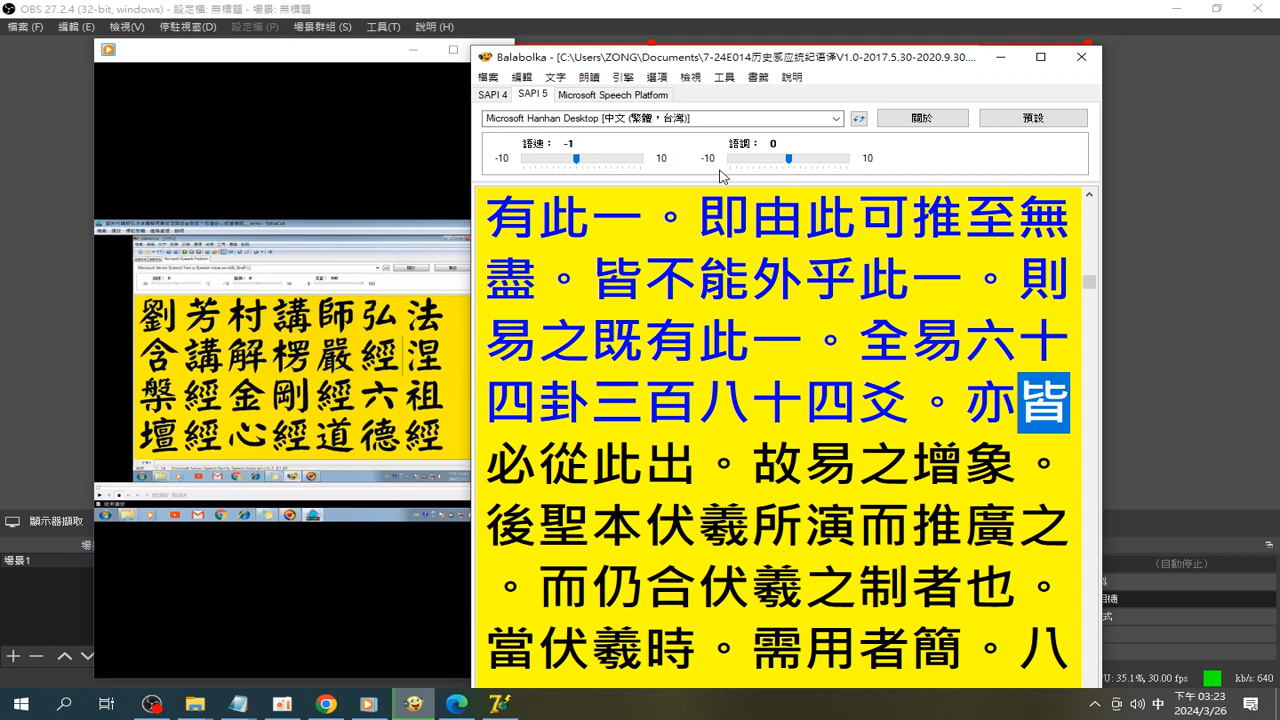 OBS 27.2.4 (32-bit, windows) - 設定檔: 無標題 - 場景: 無標題
檔案 (F) 編輯 (E) 檢視(V) 停駐視窗(D) 設定檔 (P) 場景群組 (S) 工具(T) 說明 (H)
Balabolka - [C:\Users\ZONG\Documents\7-24E014历史感应统纪语译V1.0-2017.5.30-2020.9.30....
檔案 編輯 文字 朗讀 引擎 選項 檢視 工具 書籤 說明
SAPI 4 SAPI 5 Microsoft Speech Platform
Microsoft Hanhan Desktop [中文 (繁體，台灣)] 關於 預設
語速： -1 語調： 0
-10 10 -10 10
有此一。即由此可推至無
盡。皆不能外乎此一。則
易之既有此一。全易六十
四卦三百八十四爻。亦皆
必從此出。故易之增象。
後聖本伏羲所演而推廣之
。而仍合伏羲之制者也。
當伏羲時。需用者簡。八
劉芳村講師弘法
含講解楞嚴經涅
槃經金剛經六祖
壇經心經道德經
顯示器擷取
場景1
(自動停止)
35.1%, 30.00 fps kb/s: 640
中
下午 03:23
2024/3/26